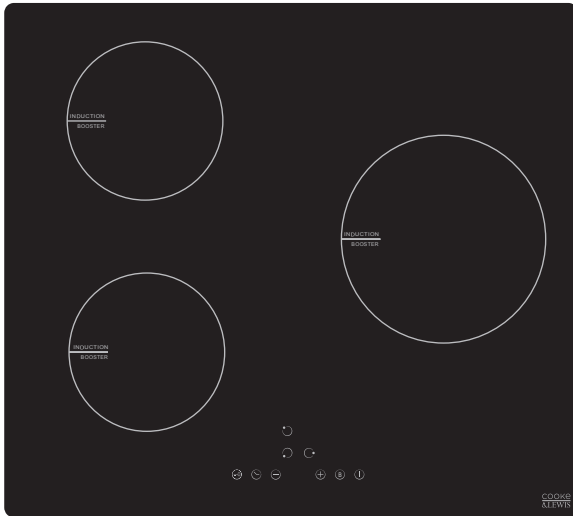 INDUCTION
BOOSTER
INDUCTION
BOOSTER
INDUCTION
BOOSTER
B
COOKE
&LEWIS